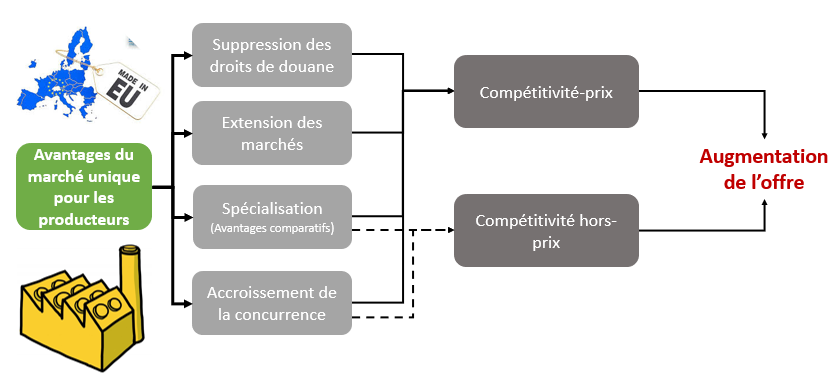 MADE IN
EU
Avantages du
marché unique
pour les
producteurs
Suppression des
droits de douane
Extension des
marchés
Spécialisation
(Avantages comparatifs)
Accroissement de
la concurrence
Compétitivité-prix
Compétitivité hors-
prix
Augmentation
de l’offre